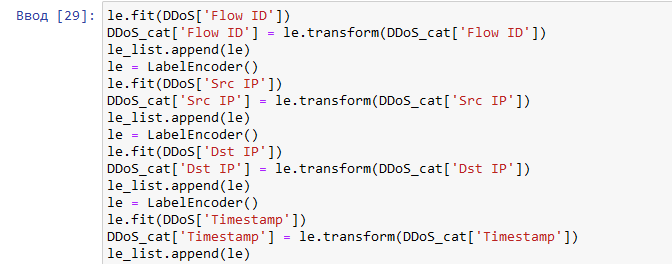 Ввод [29]: le.fit(DDoS['Flow ID'])
DDoS_cat['Flow ID'] = le.transform(DDoS_cat['Flow ID'])
le_list.append(le)
le = LabelEncoder()
le.fit(DDoS['Src IP'])
DDoS_cat['Src IP'] = le.transform(DDoS_cat['Src IP'])
le_list.append(le)
le = LabelEncoder()
le.fit(DDoS['Dst IP'])
DDoS_cat['Dst IP'] = le.transform(DDoS_cat['Dst IP'])
le_list.append(le)
le = LabelEncoder()
le.fit(DDoS['Timestamp'])
DDoS_cat['Timestamp'] = le.transform(DDoS_cat['Timestamp'])
le_list.append(le)